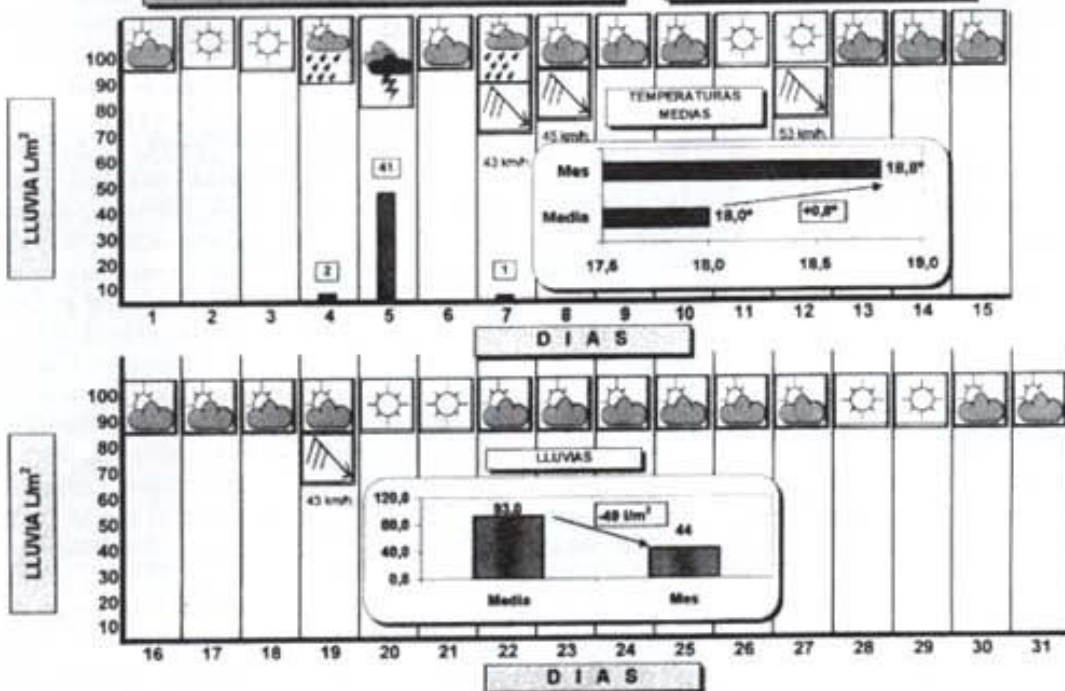 LLUVIA L/m²
100
90
80
70
60
50
40
30
20
10
2
41
43 km/h.
1
45 km/h.
53 km/h.
TEMPERATURAS
MEDIAS
Mes
18,8°
Media
18,0°
+0,8°
17,5 18,0 18,5 19,0
1 2 3 4 5 6 7 8 9 10 11 12 13 14 15
D I A S
LLUVIA L/m²
100
90
80
70
60
50
40
30
20
10
43 km/h.
LLUVIAS
120,0
80,0
40,0
0,0
93,0
-49 l/m²
44
Media Mes
16 17 18 19 20 21 22 23 24 25 26 27 28 29 30 31
D I A S